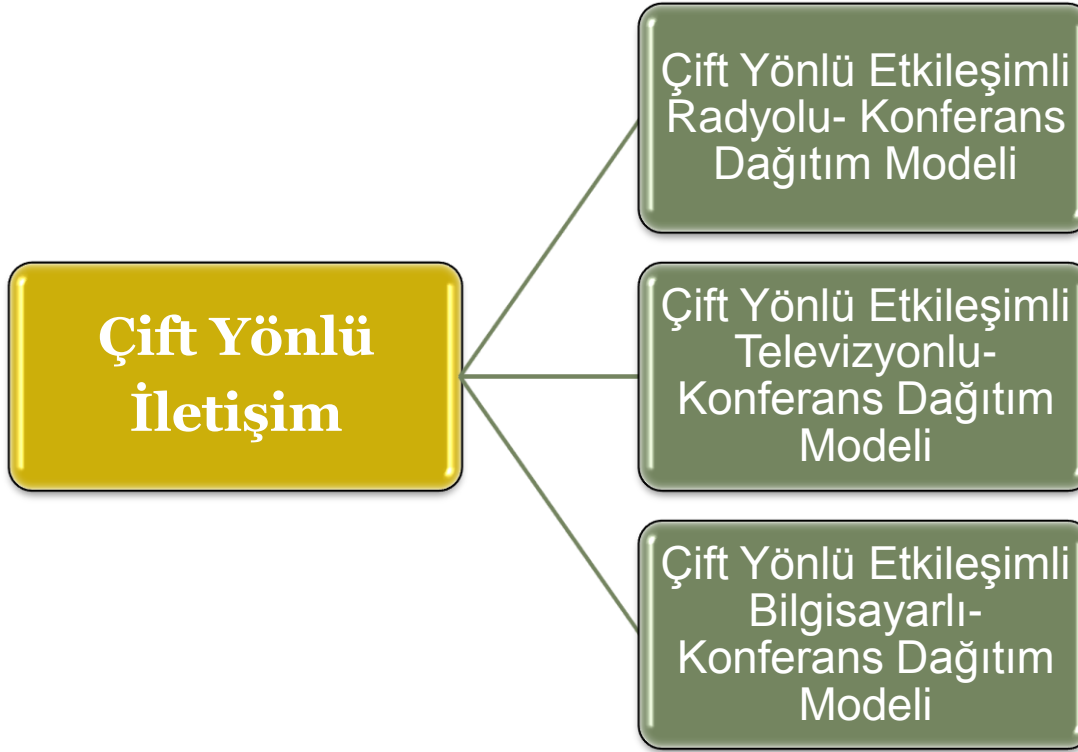 Çift Yönlü
İletişim
Çift Yönlü Etkileşimli
Radyolu- Konferans
Dağıtım Modeli
Çift Yönlü Etkileşimli
Televizyonlu-
Konferans Dağıtım
Modeli
Çift Yönlü Etkileşimli
Bilgisayarlı-
Konferans Dağıtım
Modeli